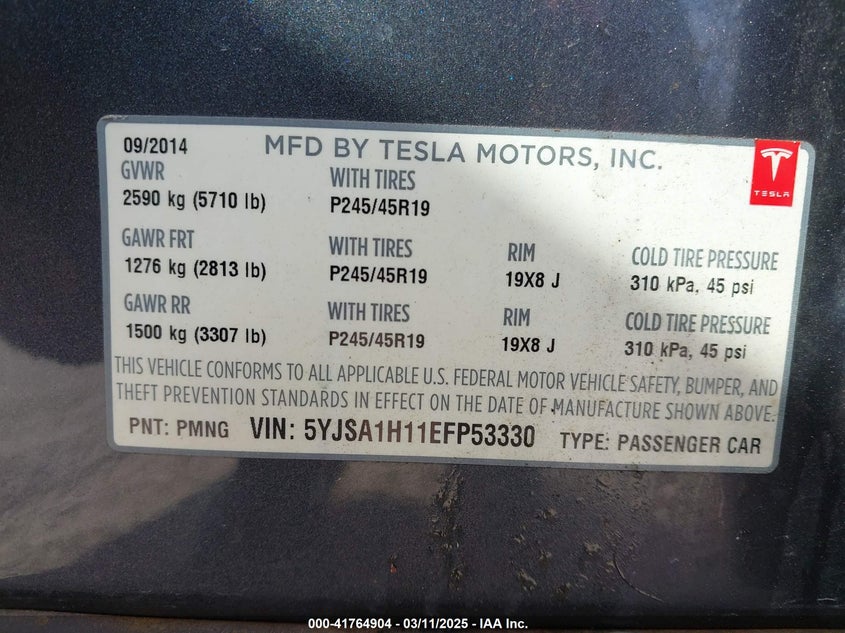 09/2014 MFD BY TESLA MOTORS, INC.
TESLA
GVWR WITH TIRES
2590 kg (5710 lb) P245/45R19
GAWR FRT WITH TIRES RIM COLD TIRE PRESSURE
1276 kg (2813 lb) P245/45R19 19X8 J 310 kPa, 45 psi
GAWR RR WITH TIRES RIM COLD TIRE PRESSURE
1500 kg (3307 lb) P245/45R19 19X8 J 310 kPa, 45 psi
THIS VEHICLE CONFORMS TO ALL APPLICABLE U.S. FEDERAL MOTOR VEHICLE SAFETY, BUMPER, AND
THEFT PREVENTION STANDARDS IN EFFECT ON THE DATE OF MANUFACTURE SHOWN ABOVE.
PNT: PMNG VIN: 5YJSA1H11EFP53330 TYPE: PASSENGER CAR
000-41764904 - 03/11/2025 - IAA Inc.